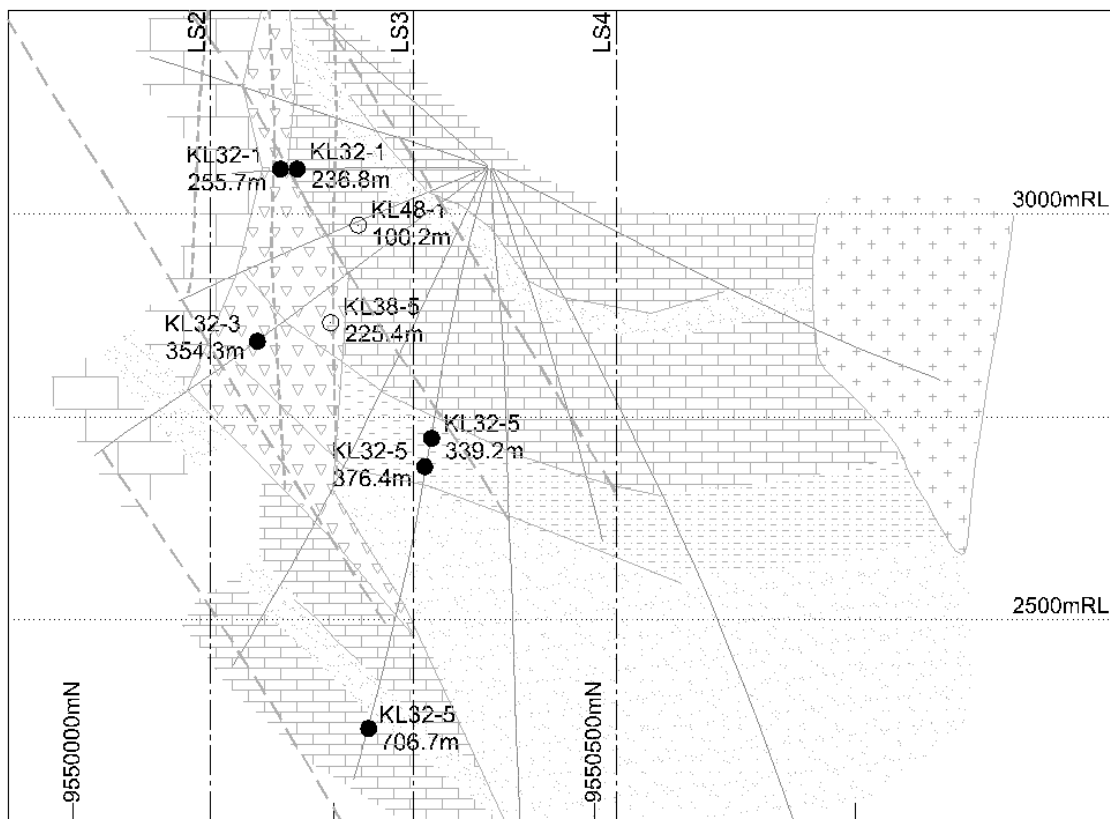 LS2
LS3
LS4
KL32-1
255.7m
KL32-1
236.8m
KL48-1
100.2m
3000mRL
KL32-3
354.3m
KL38-5
225.4m
KL32-5
339.2m
KL32-5
376.4m
2500mRL
KL32-5
706.7m
9550000mN
9550500mN